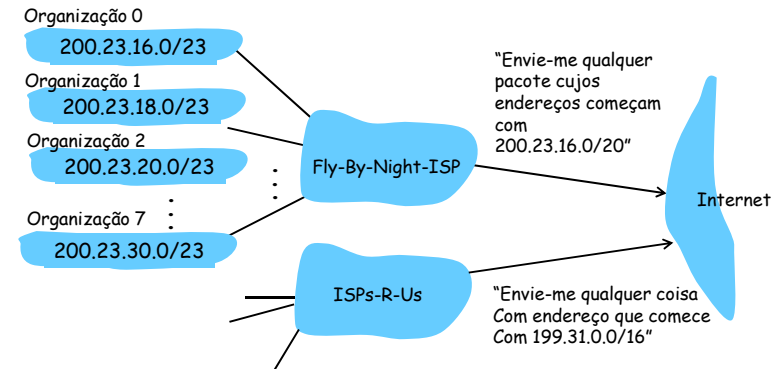 Organização 0
200.23.16.0/23
Organização 1
200.23.18.0/23
Organização 2
200.23.20.0/23
Organização 7
200.23.30.0/23
Fly-By-Night-ISP
"Envie-me qualquer
pacote cujos
endereços começam
com
200.23.16.0/20"
Internet
ISPs-R-Us
"Envie-me qualquer coisa
Com endereço que comece
Com 199.31.0.0/16"